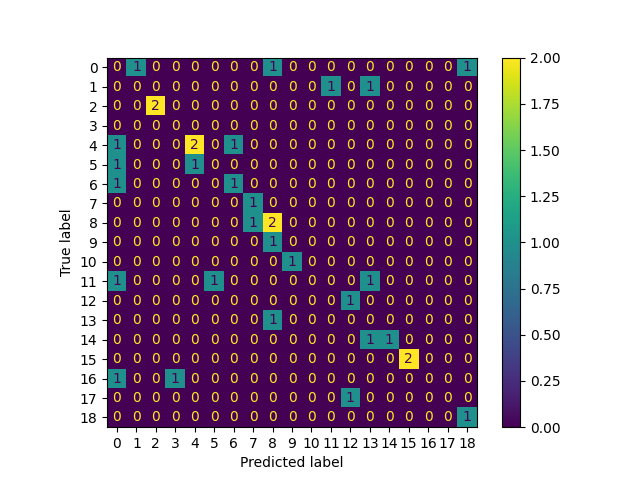 0 0 1 0 0 0 0 0 0 1 0 0 0 0 0 0 0 0 0 1
1 0 0 0 0 0 0 0 0 0 0 0 1 0 1 0 0 0 0 0
2 0 0 2 0 0 0 0 0 0 0 0 0 0 0 0 0 0 0 0
3 0 0 0 0 0 0 0 0 0 0 0 0 0 0 0 0 0 0 0
4 1 0 0 0 2 0 1 0 0 0 0 0 0 0 0 0 0 0 0
5 1 0 0 0 1 0 0 0 0 0 0 0 0 0 0 0 0 0 0
6 1 0 0 0 0 0 1 0 0 0 0 0 0 0 0 0 0 0 0
7 0 0 0 0 0 0 0 1 0 0 0 0 0 0 0 0 0 0 0
8 0 0 0 0 0 0 0 1 2 0 0 0 0 0 0 0 0 0 0
9 0 0 0 0 0 0 0 0 1 0 0 0 0 0 0 0 0 0 0
10 0 0 0 0 0 0 0 0 0 1 0 0 0 0 0 0 0 0 0
11 1 0 0 0 0 1 0 0 0 0 0 0 0 1 0 0 0 0 0
12 0 0 0 0 0 0 0 0 0 0 0 0 1 0 0 0 0 0 0
13 0 0 0 0 0 0 0 0 1 0 0 0 0 0 0 0 0 0 0
14 0 0 0 0 0 0 0 0 0 0 0 0 0 1 1 0 0 0 0
15 0 0 0 0 0 0 0 0 0 0 0 0 0 0 0 2 0 0 0
16 1 0 0 1 0 0 0 0 0 0 0 0 0 0 0 0 0 0 0
17 0 0 0 0 0 0 0 0 0 0 0 0 1 0 0 0 0 0 0
18 0 0 0 0 0 0 0 0 0 0 0 0 0 0 0 0 0 0 1
0 1 2 3 4 5 6 7 8 9 10 11 12 13 14 15 16 17 18
Predicted label
True label
2.00
1.75
1.50
1.25
1.00
0.75
0.50
0.25
0.00